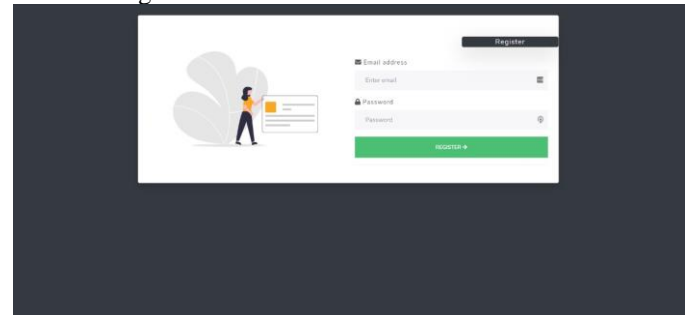 Register
Email address
Enter email
Password
Password
REGISTER →